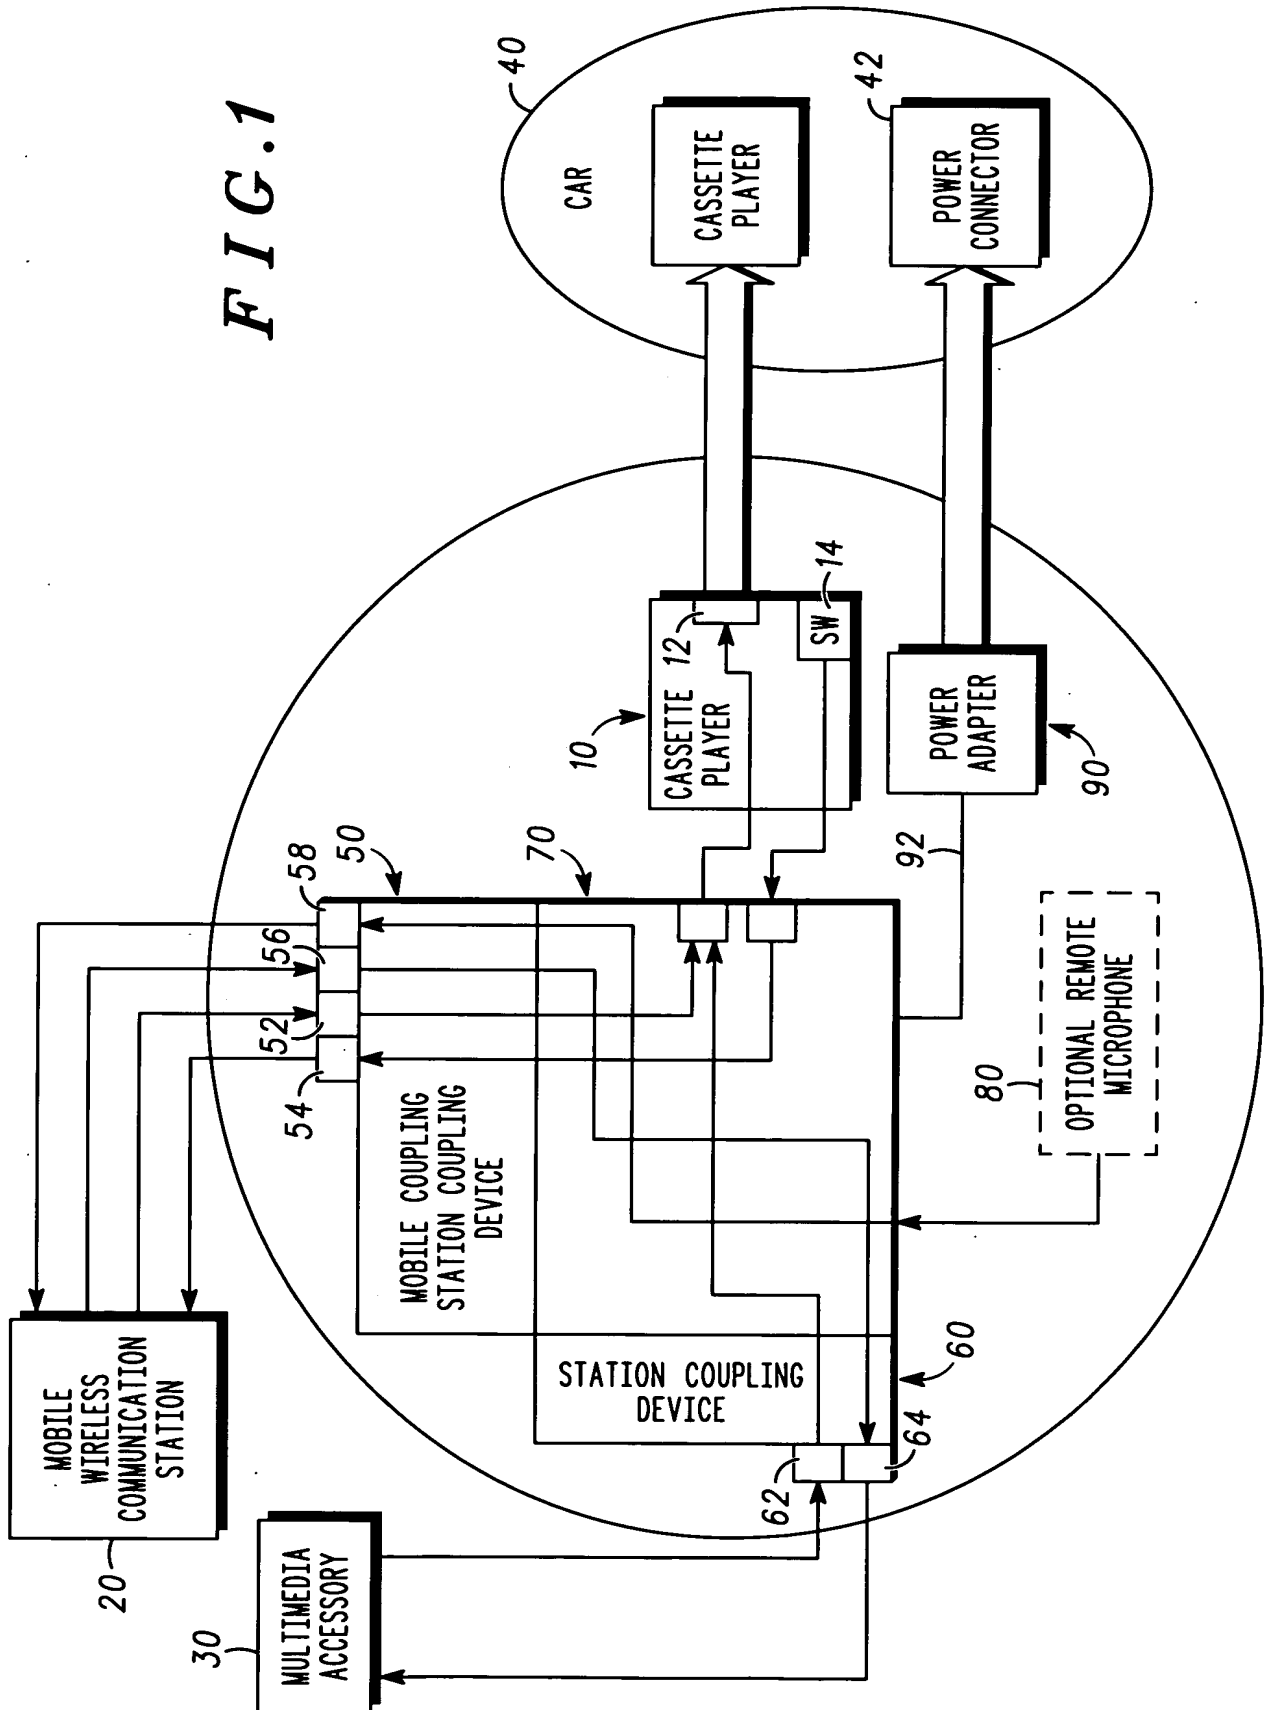 FIG.1
20
MOBILE
WIRELESS
COMMUNICATION
STATION
30
MULTIMEDIA
ACCESSORY
54
52
56
58
50
70
MOBILE COUPLING
STATION COUPLING
DEVICE
STATION COUPLING
DEVICE
62
64
60
10
CASSETTE
PLAYER
12
SW
14
92
POWER
ADAPTER
90
80
OPTIONAL REMOTE
MICROPHONE
40
CAR
CASSETTE
PLAYER
42
POWER
CONNECTOR